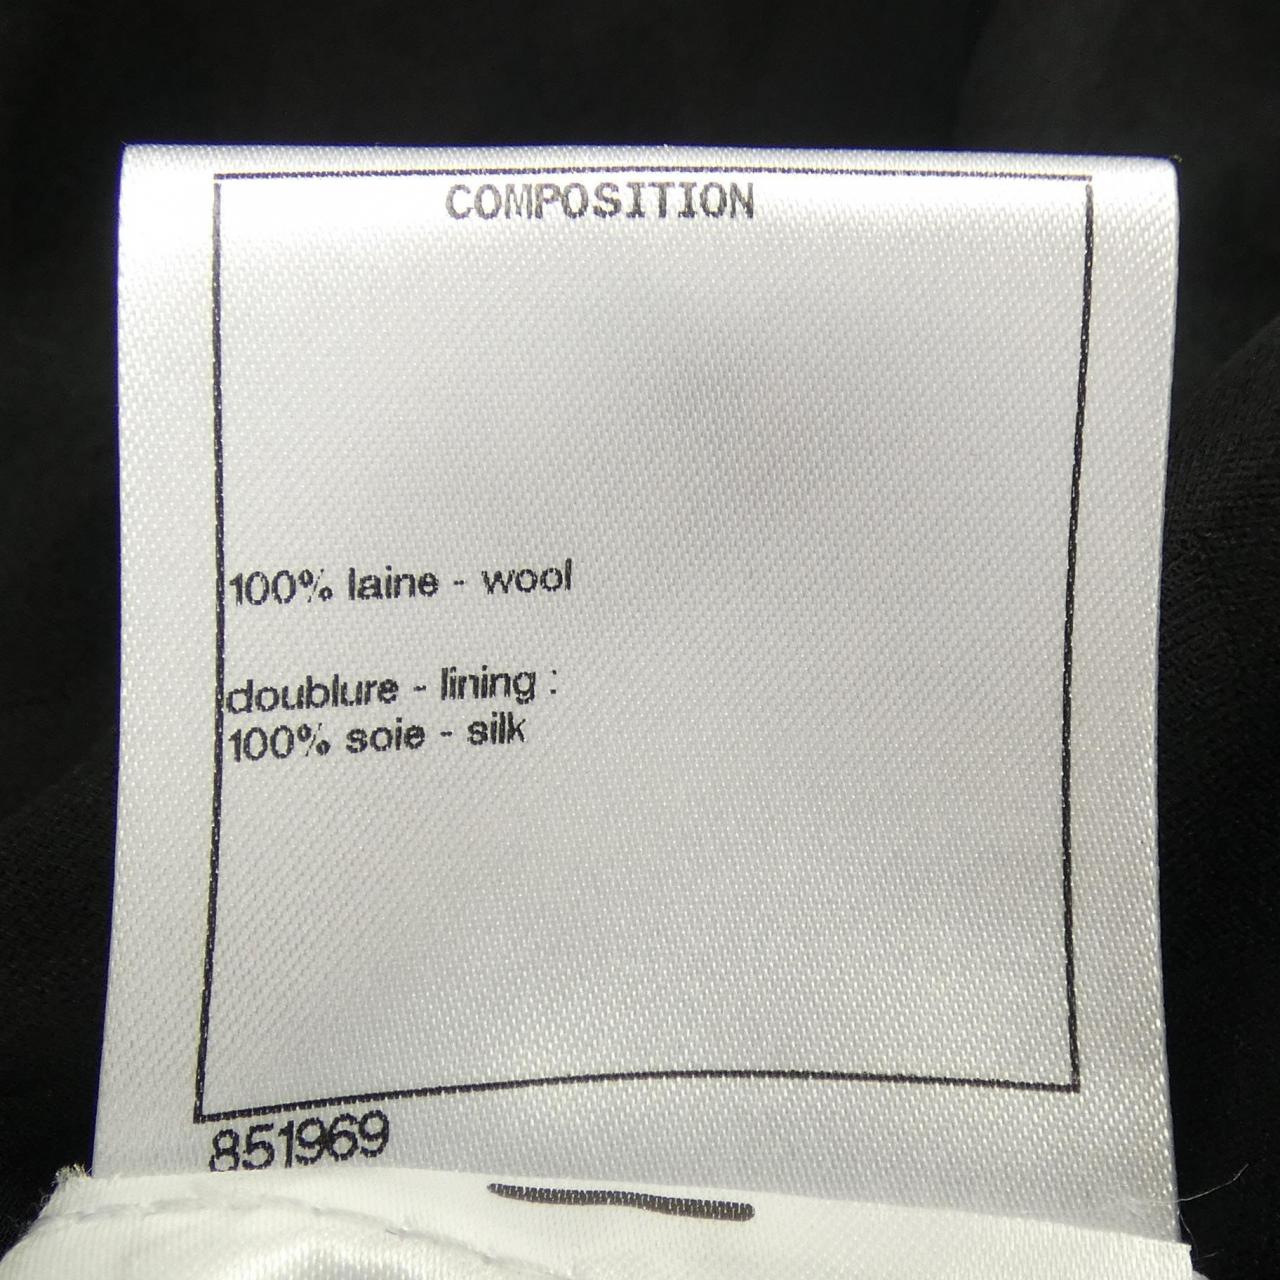 COMPOSITION
100% laine - wool
doublure - lining :
100% soie - silk
851969